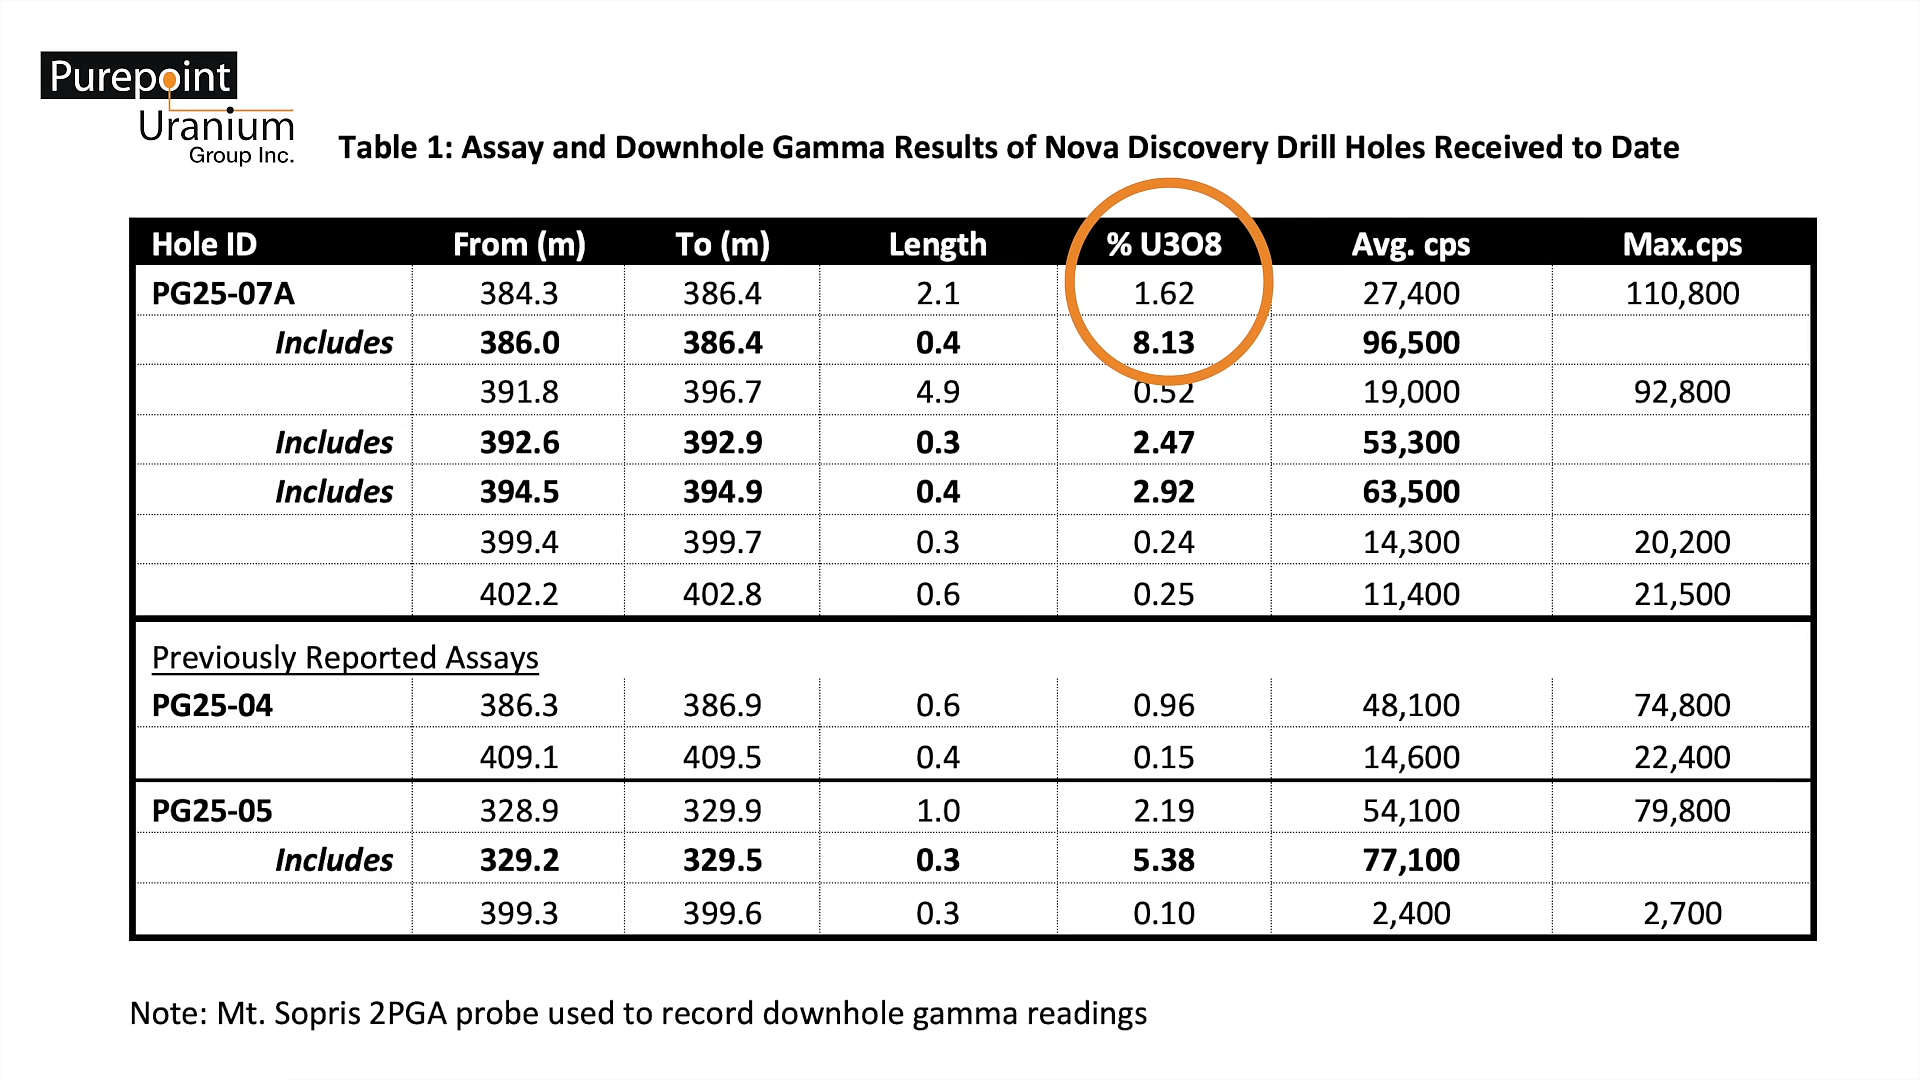 Purepoint
Uranium
Group Inc.
Table 1: Assay and Downhole Gamma Results of Nova Discovery Drill Holes Received to Date
Hole ID From (m) To (m) Length % U3O8 Avg. cps Max.cps
PG25-07A 384.3 386.4 2.1 1.62 27,400 110,800
Includes 386.0 386.4 0.4 8.13 96,500
391.8 396.7 4.9 0.52 19,000 92,800
Includes 392.6 392.9 0.3 2.47 53,300
Includes 394.5 394.9 0.4 2.92 63,500
399.4 399.7 0.3 0.24 14,300 20,200
402.2 402.8 0.6 0.25 11,400 21,500
Previously Reported Assays
PG25-04 386.3 386.9 0.6 0.96 48,100 74,800
409.1 409.5 0.4 0.15 14,600 22,400
PG25-05 328.9 329.9 1.0 2.19 54,100 79,800
Includes 329.2 329.5 0.3 5.38 77,100
399.3 399.6 0.3 0.10 2,400 2,700
Note: Mt. Sopris 2PGA probe used to record downhole gamma readings